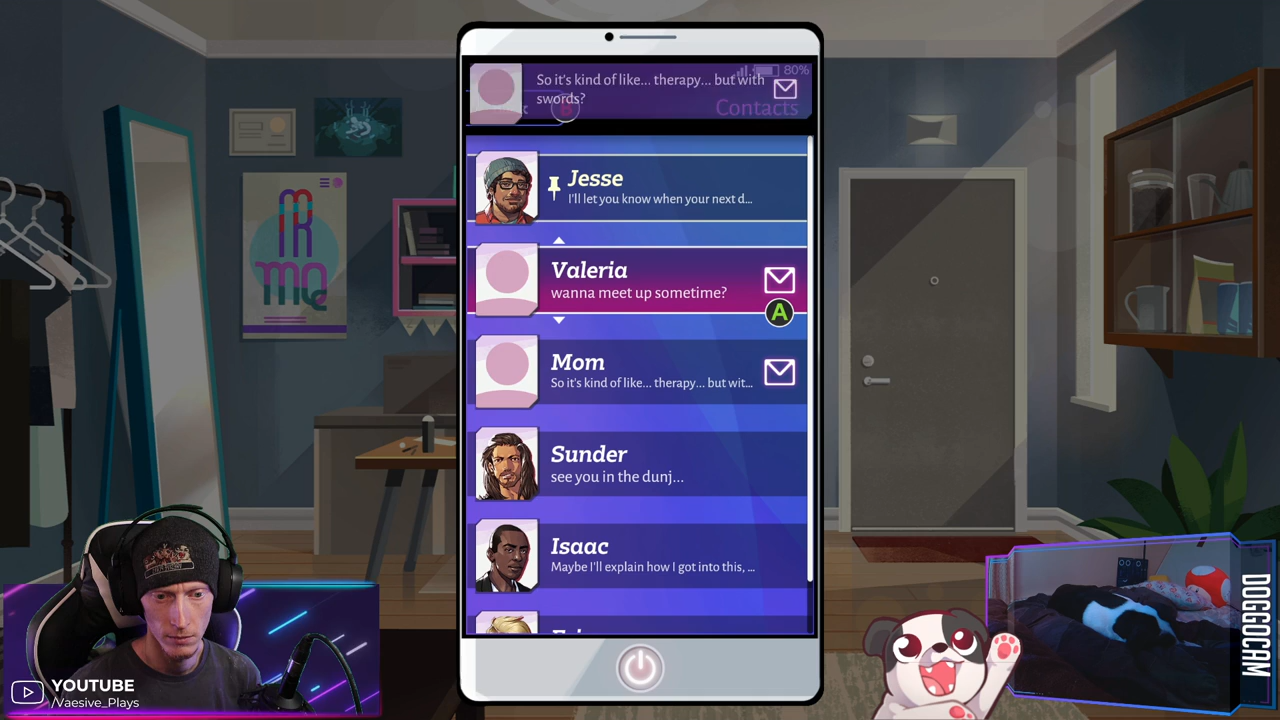 80%
So it's kind of like... therapy... but with
swords?
B
Contacts
Jesse
I'll let you know when your next d...
Valeria
wanna meet up sometime?
A
Mom
So it's kind of like... therapy... but wit...
Sunder
see you in the dunj...
Isaac
Maybe I'll explain how I got into this, ...
YOUTUBE
/Vaesive_Plays
DOGGOCAM